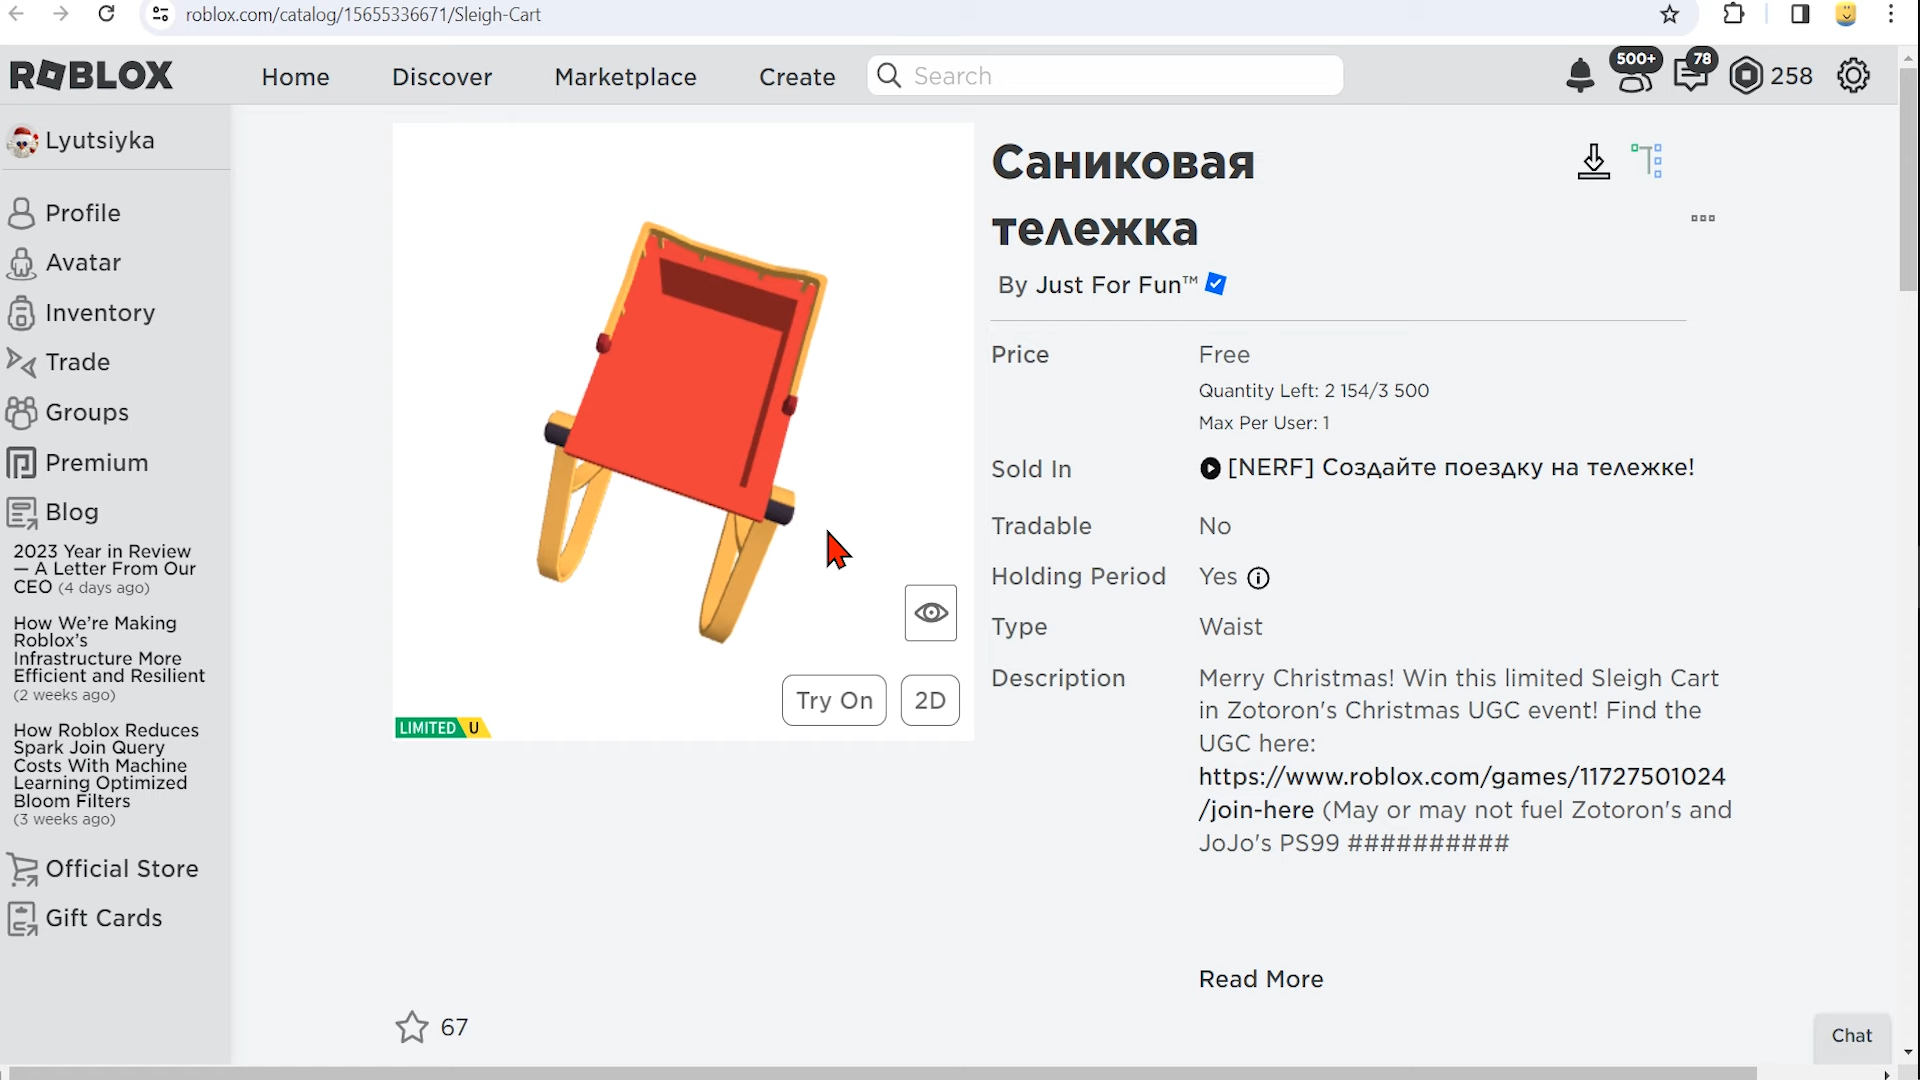 roblox.com/catalog/15655336671/Sleigh-Cart
ROBLOX
Home
Discover
Marketplace
Create
Search
500+
78
258
Lyutsiyka
Profile
Avatar
Inventory
Trade
Groups
Premium
Blog
2023 Year in Review
— A Letter From Our
CEO (4 days ago)
How We're Making
Roblox's
Infrastructure More
Efficient and Resilient
(2 weeks ago)
How Roblox Reduces
Spark Join Query
Costs With Machine
Learning Optimized
Bloom Filters
(3 weeks ago)
Official Store
Gift Cards
Try On
2D
LIMITED U
67
Саниковая
тележка
By Just For Fun™
Price
Free
Quantity Left: 2 154/3 500
Max Per User: 1
Sold In
[NERF] Создайте поездку на тележке!
Tradable
No
Holding Period
Yes
Type
Waist
Description
Merry Christmas! Win this limited Sleigh Cart
in Zotoron's Christmas UGC event! Find the
UGC here:
https://www.roblox.com/games/11727501024
/join-here (May or may not fuel Zotoron's and
JoJo's PS99 ##########
Read More
Chat